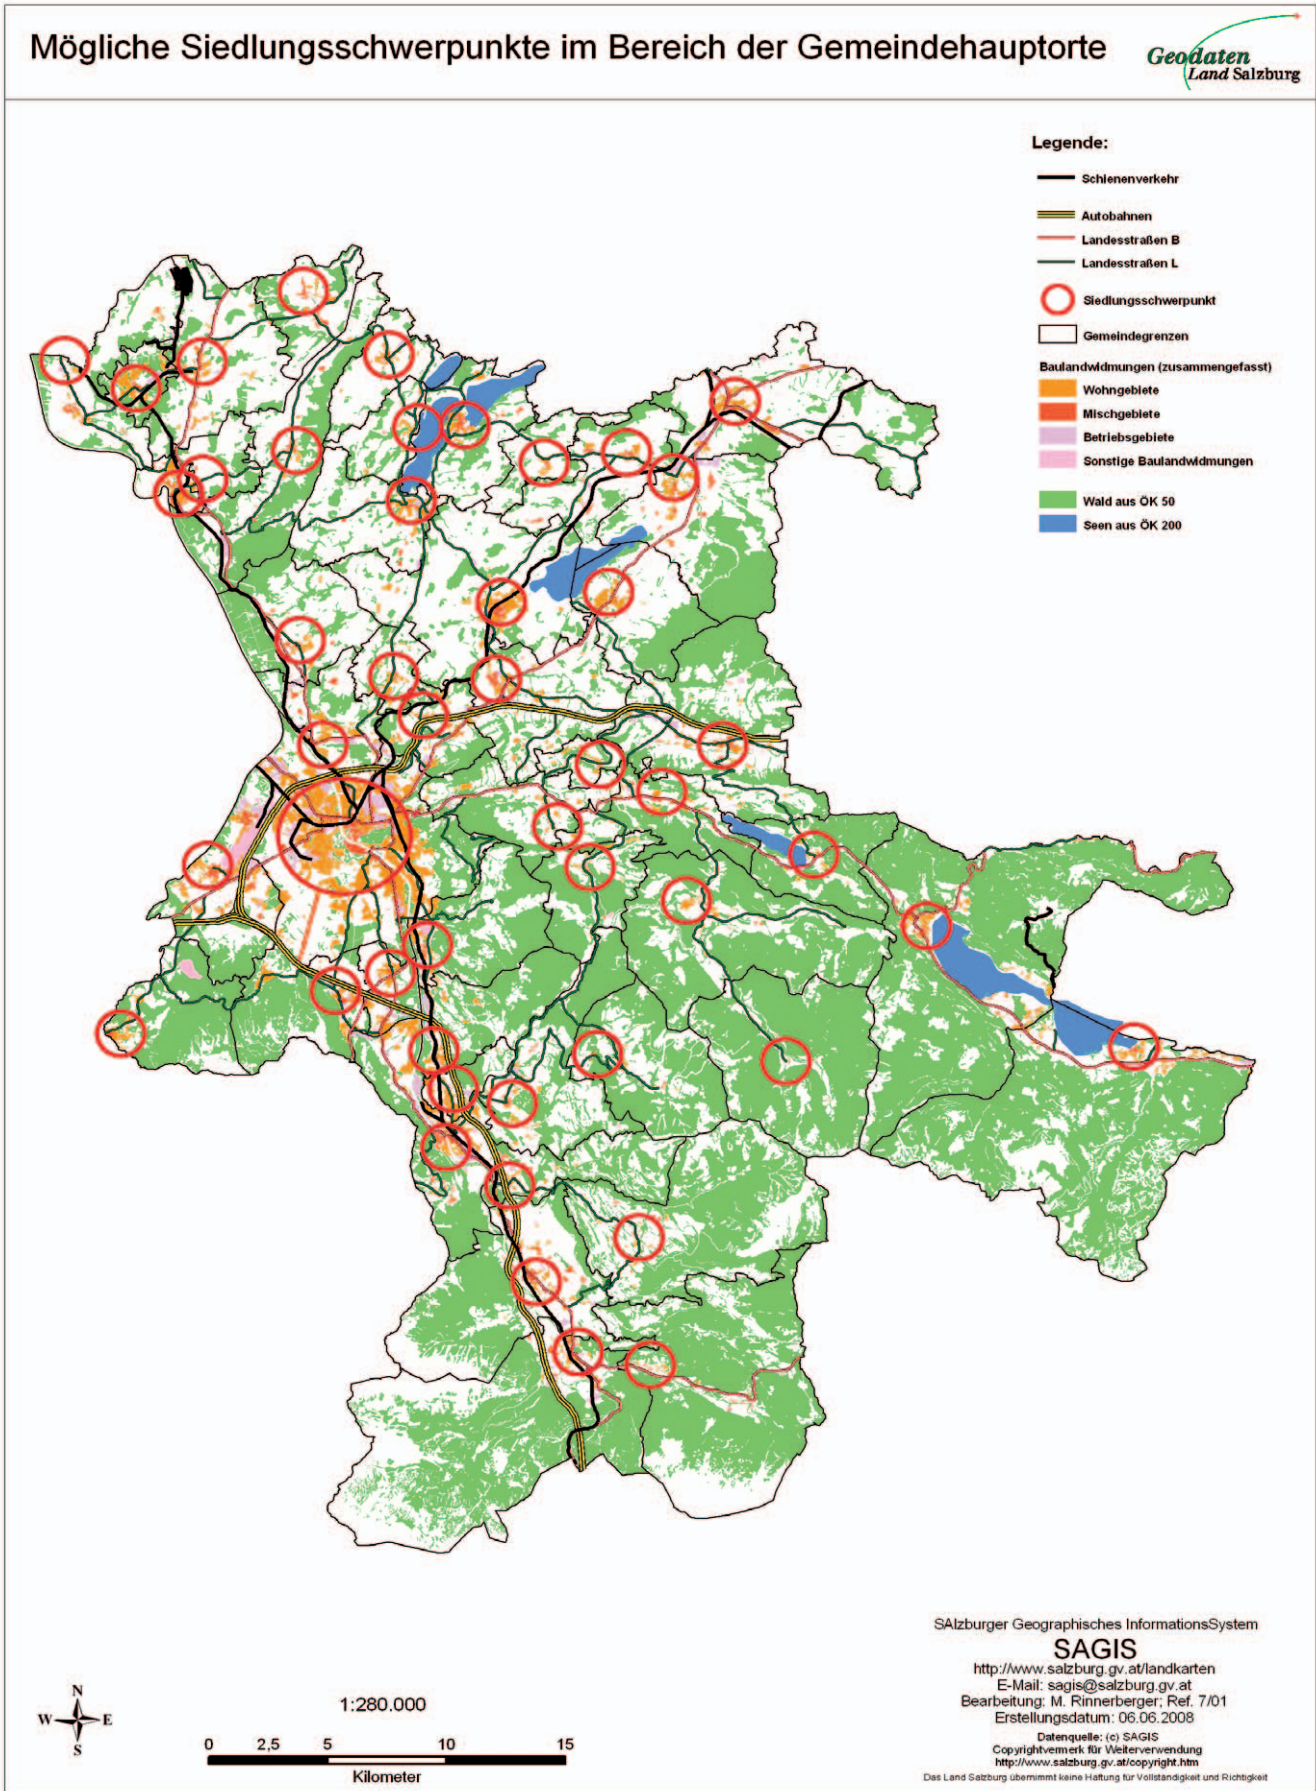 Mögliche Siedlungsschwerpunkte im Bereich der Gemeindehauptorte
Geodaten
Land Salzburg
Legende:
Schienenverkehr
Autobahnen
Landesstraßen B
Landesstraßen L
Siedlungsschwerpunkt
Gemeindegrenzen
Baulandwidmungen (zusammengefasst)
Wohngebiete
Mischgebiete
Betriebsgebiete
Sonstige Baulandwidmungen
Wald aus ÖK 50
Seen aus ÖK 200
SAlzburger Geographisches InformationsSystem
SAGIS
http://www.salzburg.gv.at/landkarten
E-Mail: sagis@salzburg.gv.at
Bearbeitung: M. Rinnerberger; Ref. 7/01
Erstellungsdatum: 06.06.2008
Datenquelle: (c) SAGIS
Copyrightvermerk für Weiterverwendung
http://www.salzburg.gv.at/copyright.htm
Das Land Salzburg übernimmt keine Haftung für Vollständigkeit und Richtigkeit
N
W E
S
1:280.000
0 2,5 5 10 15
Kilometer